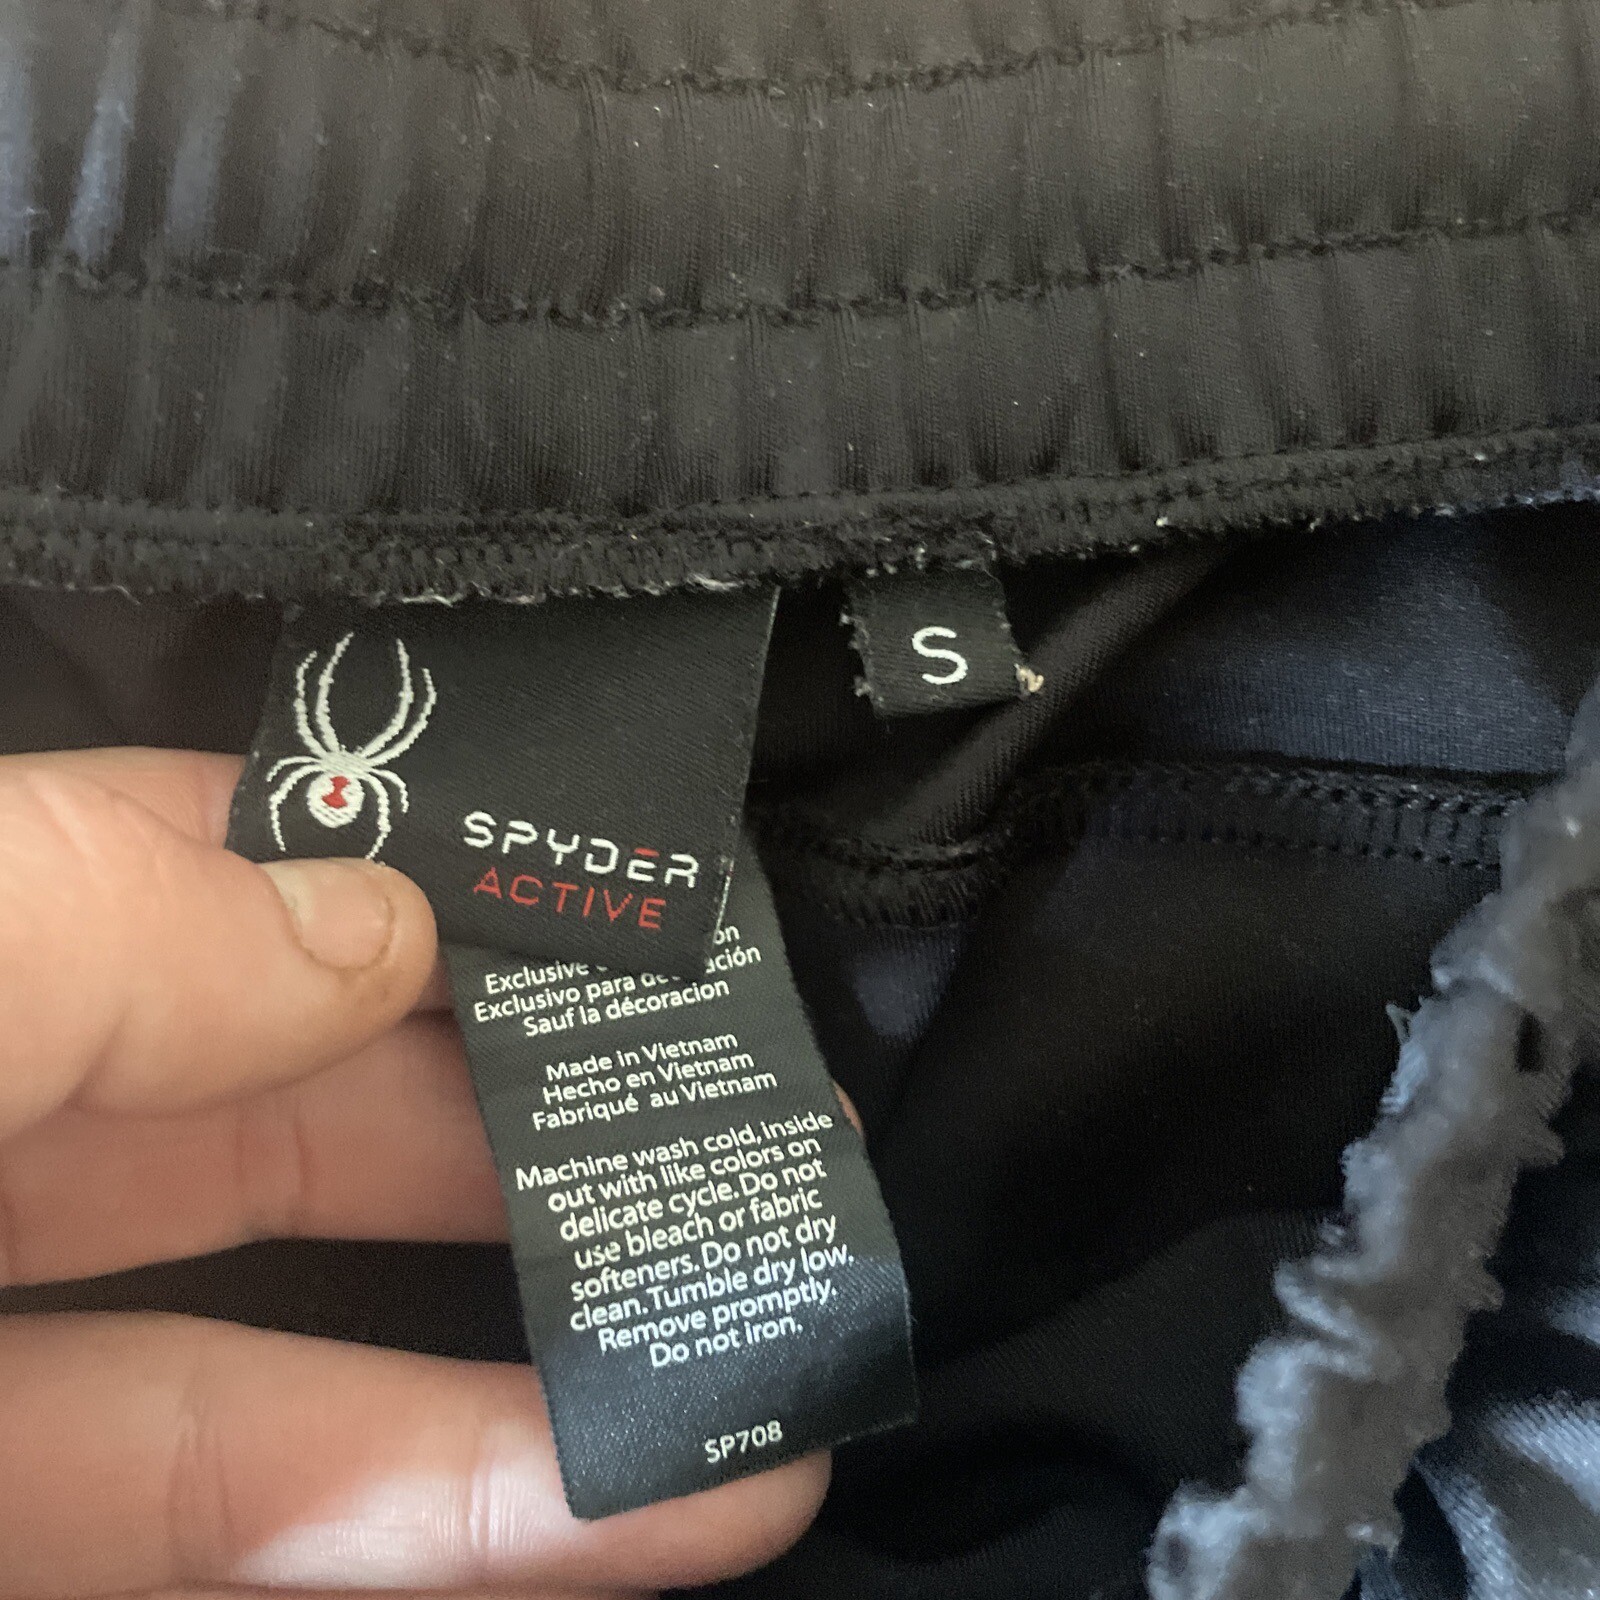 S
SPYDER
ACTIVE
Exclusive
Exclusivo para
Sauf la décoracion
Made in Vietnam
Hecho en Vietnam
Fabriqué au Vietnam
Machine wash cold, inside
out with like colors on
delicate cycle. Do not
use bleach or fabric
softeners. Do not dry
clean. Tumble dry low.
Remove promptly.
Do not iron.
SP708